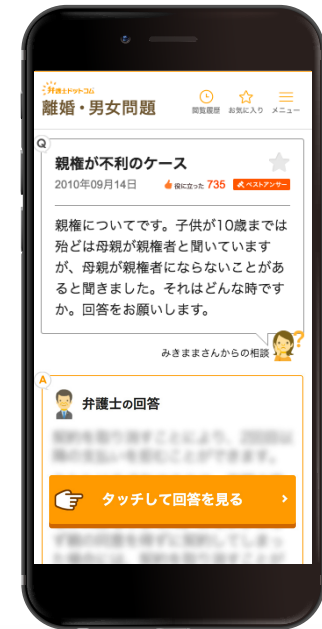 弁護士ドットコム
離婚・男女問題
閲覧履歴 お気に入り メニュー
Q
親権が不利のケース
2010年09月14日 役に立った 735 ベストアンサー
親権についてです。子供が10歳までは
殆どは母親が親権者と聞いています
が、母親が親権者にならないことがあ
ると聞きました。それはどんな時です
か。回答をお願いします。
みきままさんからの相談
?
A
弁護士の回答
タッチして回答を見る